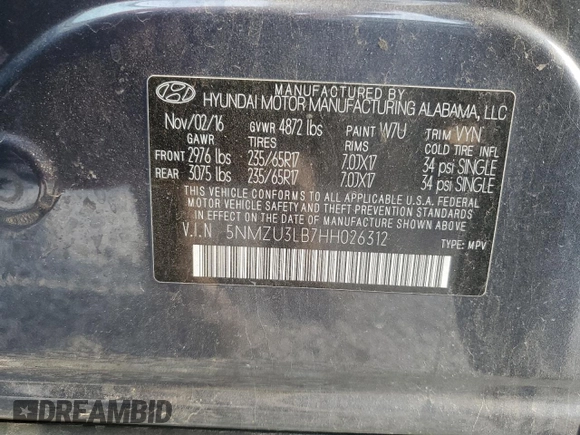 MANUFACTURED BY
HYUNDAI MOTOR MANUFACTURING ALABAMA, LLC
Nov/02/16 GVWR 4872 lbs PAINT W7U TRIM VYN
GAWR TIRES RIMS COLD TIRE INFL
FRONT 2976 lbs 235/65R17 7.0JX17 34 psi SINGLE
REAR 3075 lbs 235/65R17 7.0JX17 34 psi SINGLE
THIS VEHICLE CONFORMS TO ALL APPLICABLE U.S.A. FEDERAL
MOTOR VEHICLE SAFETY AND THEFT PREVENTION
STANDARDS IN EFFECT ON THE DATE OF MANUFACTURE SHOWN ABOVE
V.I.N 5NMZU3LB7HH026312 TYPE: MPV
DREAMBID